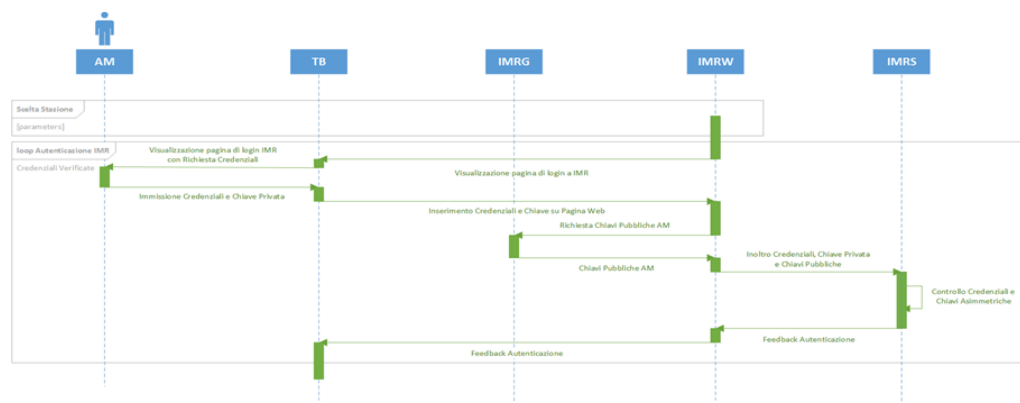 AM
TB
IMRG
IMRW
IMRS
Scelta Stazione
[parameters]
loop Autenticazione IMR
Credenziali Verificate
Visualizzazione pagina di login IMR
con Richiesta Credenziali
Visualizzazione pagina di login a IMR
Immissione Credenziali e Chiave Privata
Inserimento Credenziali e Chiave su Pagina Web
Richiesta Chiavi Pubbliche AM
Chiavi Pubbliche AM
Inoltro Credenziali, Chiave Privata
e Chiavi Pubbliche
Controllo Credenziali e
Chiavi Asimmetriche
Feedback Autenticazione
Feedback Autenticazione